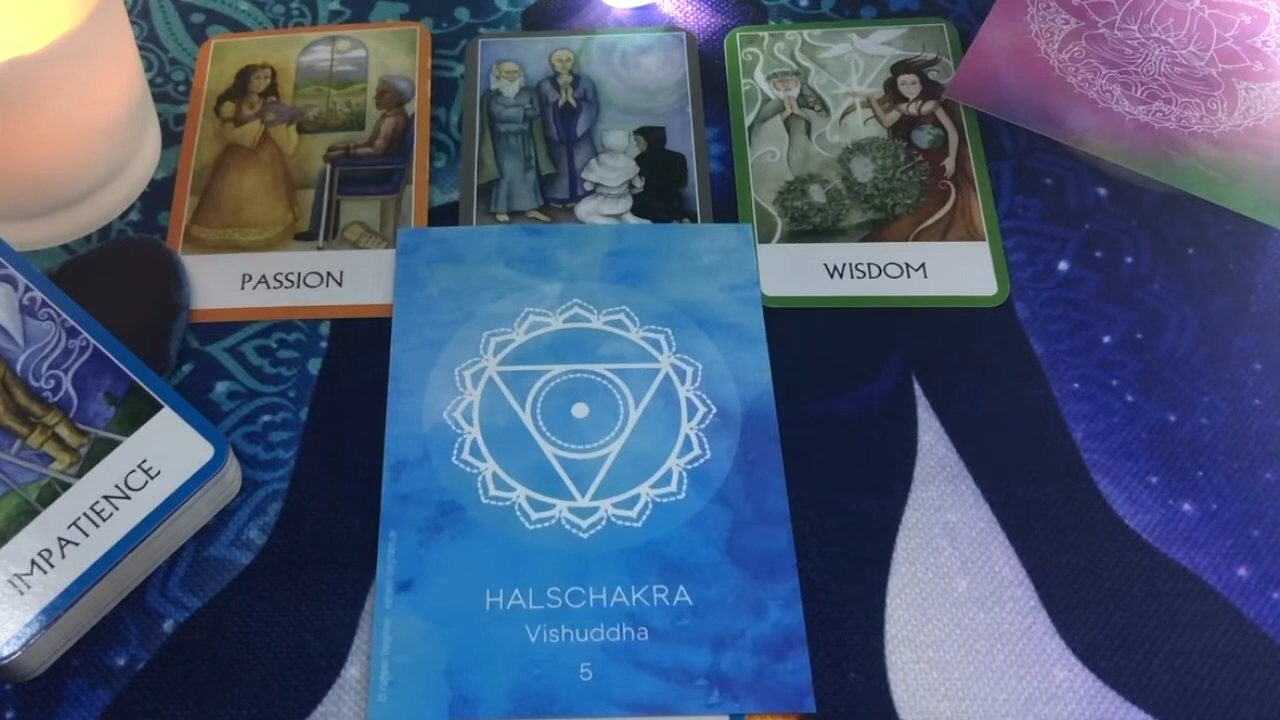 PASSION
WISDOM
IMPATIENCE
HALSCHAKRA
Vishuddha
5